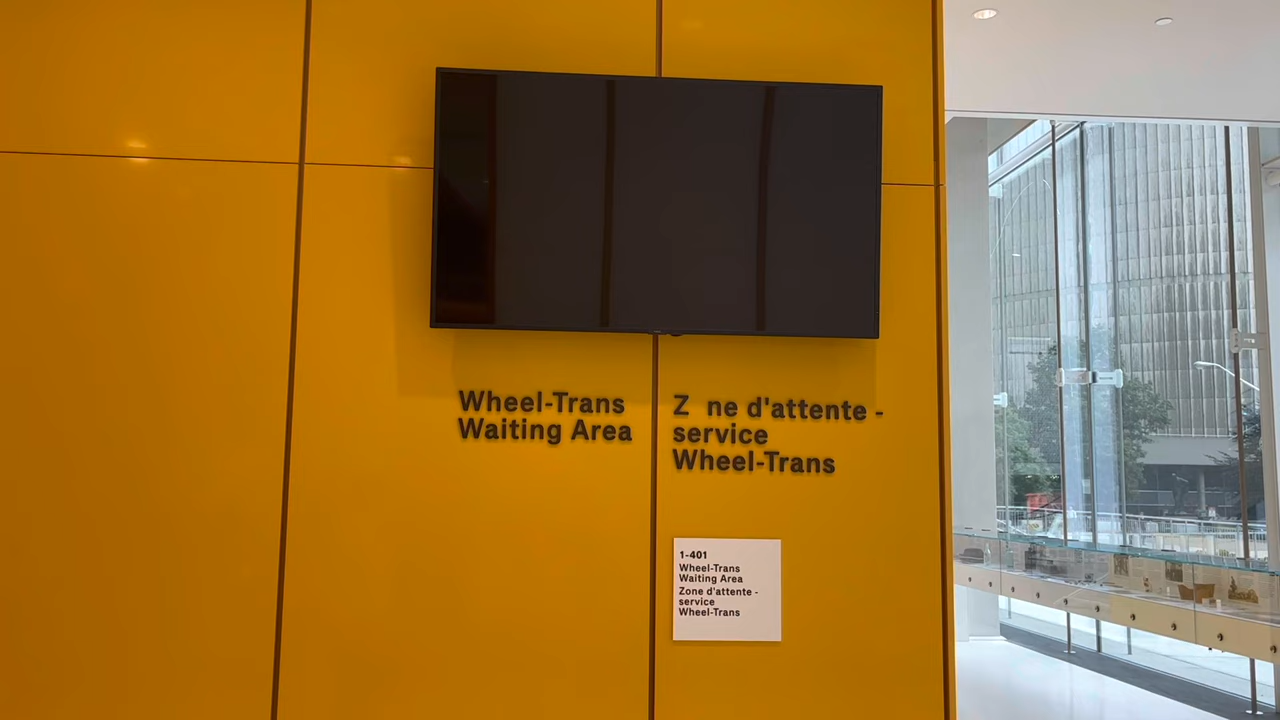 Wheel-Trans
Waiting Area
Z ne d'attente -
service
Wheel-Trans
1-401
Wheel-Trans
Waiting Area
Zone d'attente -
service
Wheel-Trans